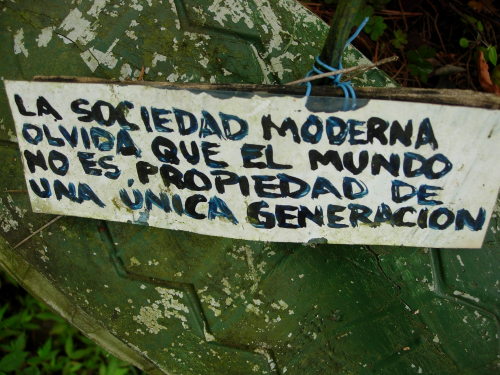 LA SOCIEDAD MODERNA
OLVIDA QUE EL MUNDO
NO ES PROPIEDAD DE
UNA ÚNICA GENERACION